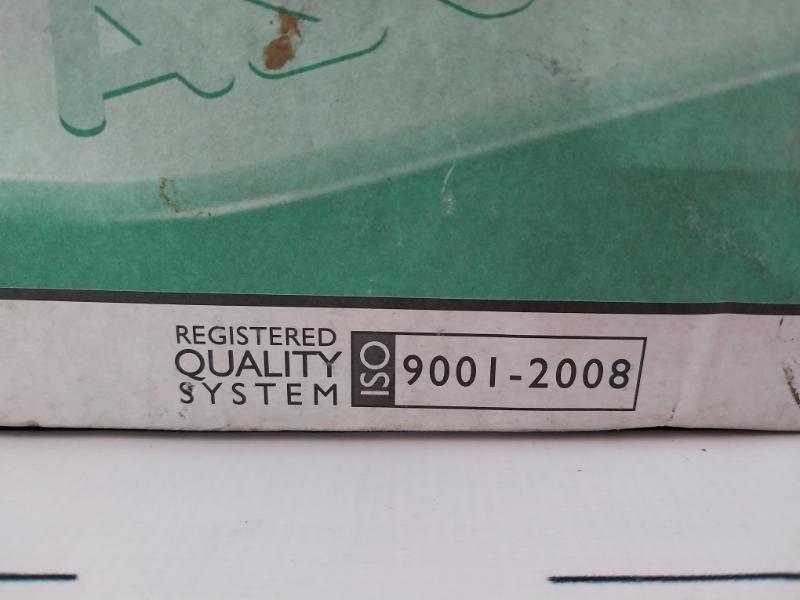 REGISTERED
QUALITY
SYSTEM
ISO 9001-2008